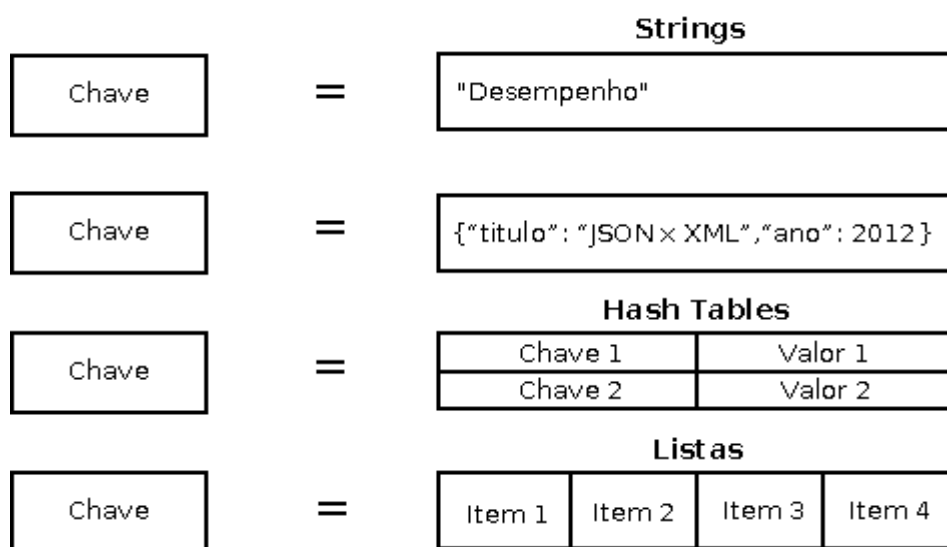 Strings
Chave = "Desempenho"
Chave = {“titulo”: “JSON × XML”,“ano”: 2012}
Hash Tables
Chave = Chave 1 Valor 1
Chave 2 Valor 2
Listas
Chave = Item 1 Item 2 Item 3 Item 4